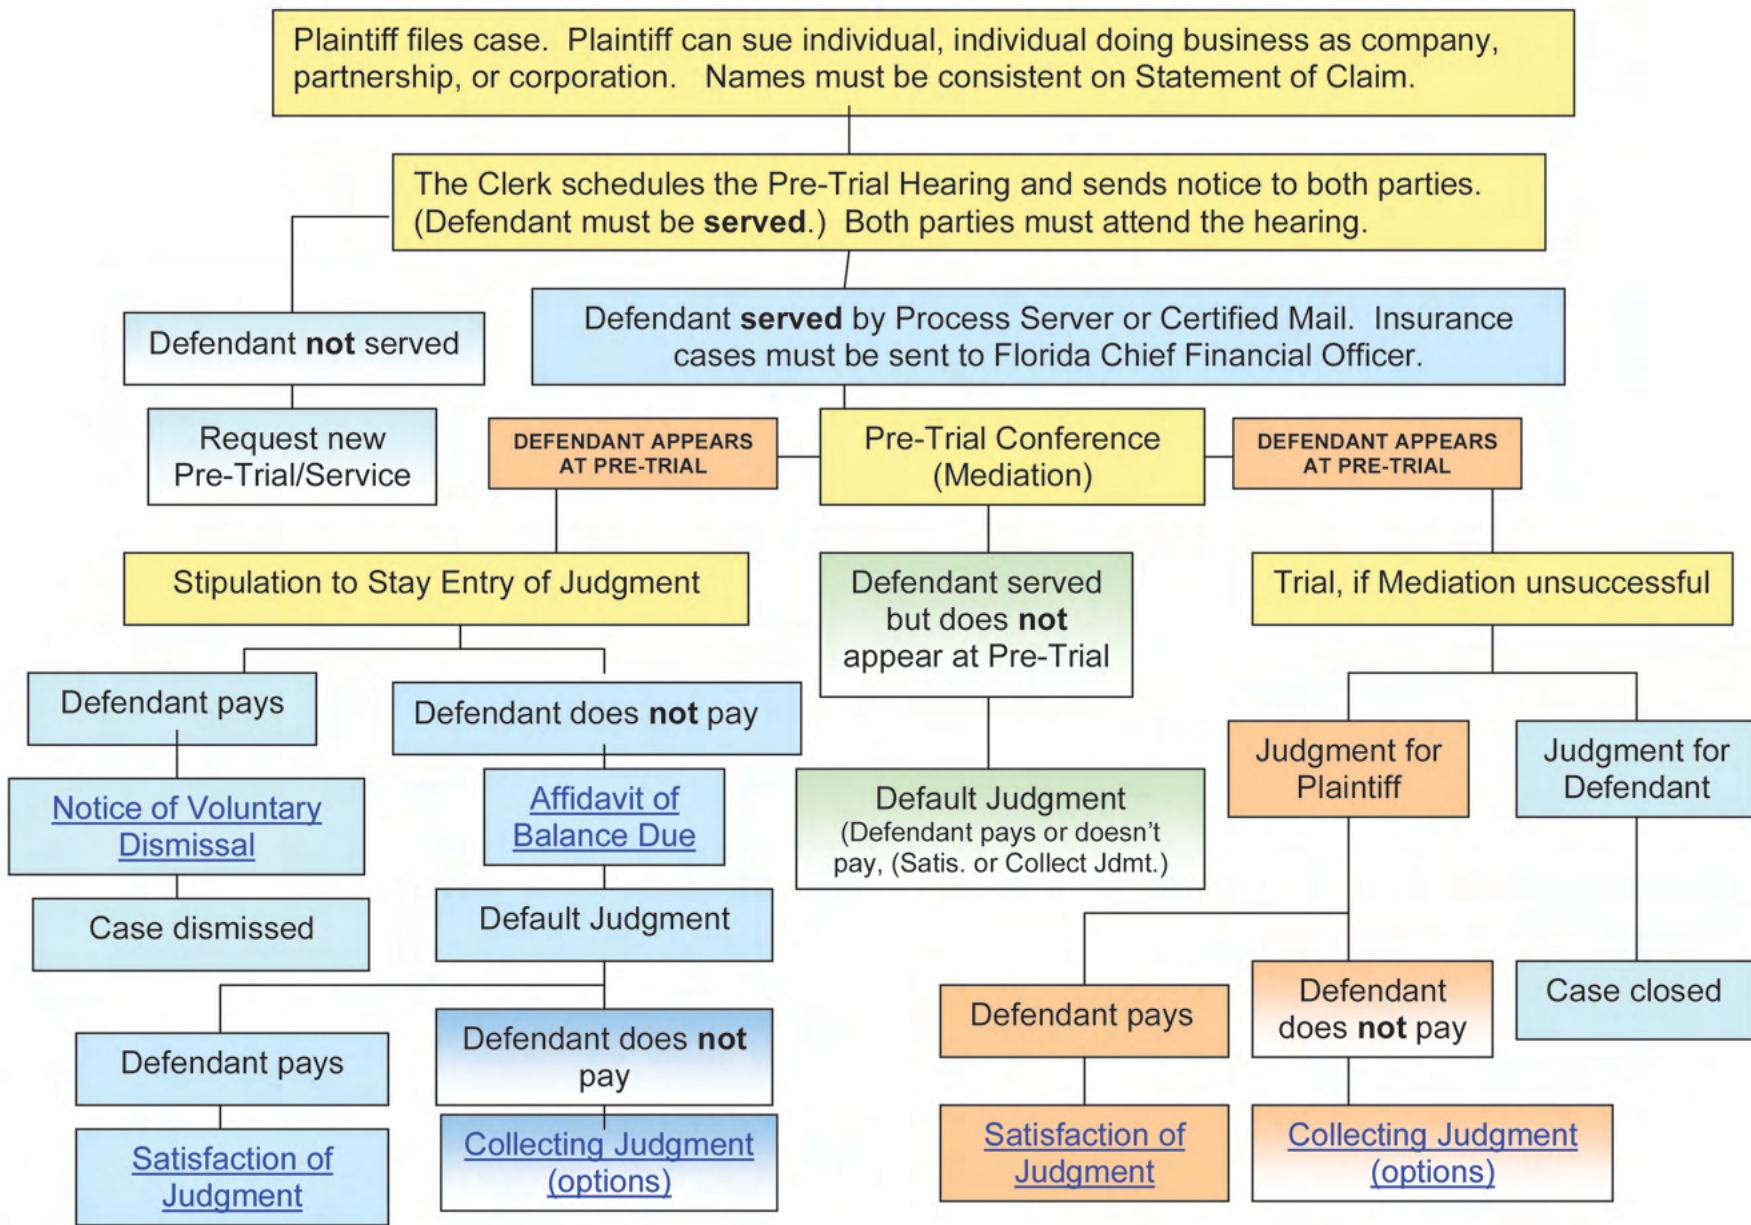 Plaintiff files case.  Plaintiff can sue individual, individual doing business as company,
partnership, or corporation.   Names must be consistent on Statement of Claim.
The Clerk schedules the Pre-Trial Hearing and sends notice to both parties.
(Defendant must be served.)  Both parties must attend the hearing.
Defendant not served
Defendant served by Process Server or Certified Mail.  Insurance
cases must be sent to Florida Chief Financial Officer.
Request new
Pre-Trial/Service
DEFENDANT APPEARS
AT PRE-TRIAL
Pre-Trial Conference
(Mediation)
DEFENDANT APPEARS
AT PRE-TRIAL
Stipulation to Stay Entry of Judgment
Defendant served
but does not
appear at Pre-Trial
Trial, if Mediation unsuccessful
Defendant pays
Defendant does not pay
Judgment for
Plaintiff
Judgment for
Defendant
Notice of Voluntary
Dismissal
Affidavit of
Balance Due
Default Judgment
(Defendant pays or doesn't
pay, (Satis. or Collect Jdmt.)
Case dismissed
Default Judgment
Defendant pays
Defendant does not
pay
Defendant pays
Defendant
does not pay
Case closed
Satisfaction of
Judgment
Collecting Judgment
(options)
Satisfaction of
Judgment
Collecting Judgment
(options)